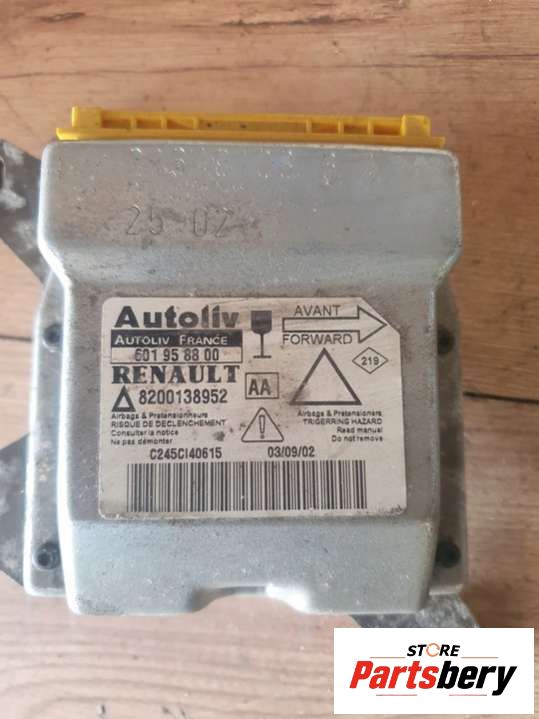 25 02
Autoliv
AUTOLIV FRANCE
601 95 88 00
RENAULT
8200138952
AA
AVANT
FORWARD
219
Airbags & Pretensionneurs
RISQUE DE DECLENCHEMENT
Consulter la notice
Ne pas démonter
Airbags & Pretensioners
TRIGERRING HAZARD
Read manual
Do not remove
C245CI40615
03/09/02
STORE
Partsbery